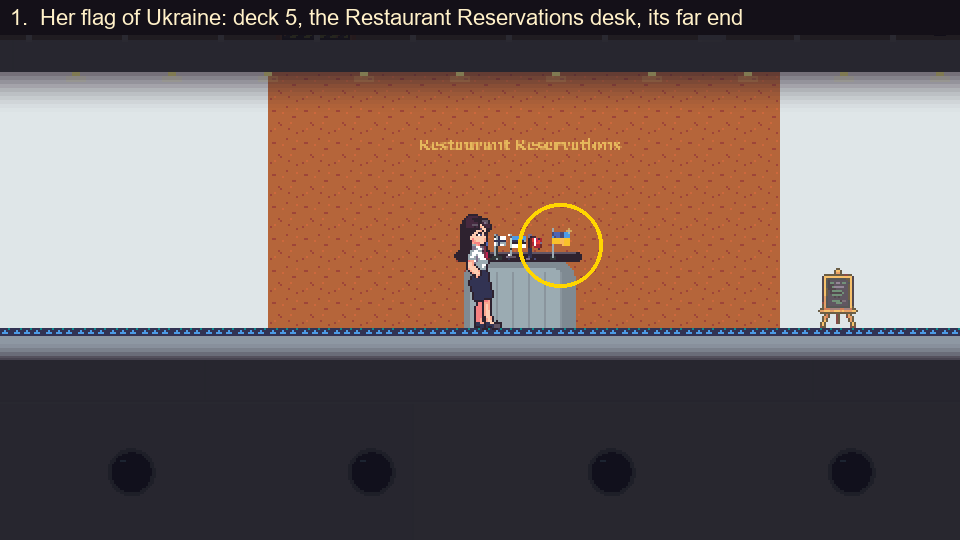 1. Her flag of Ukraine: deck 5, the Restaurant Reservations desk, its far end
Restaurant Reservations